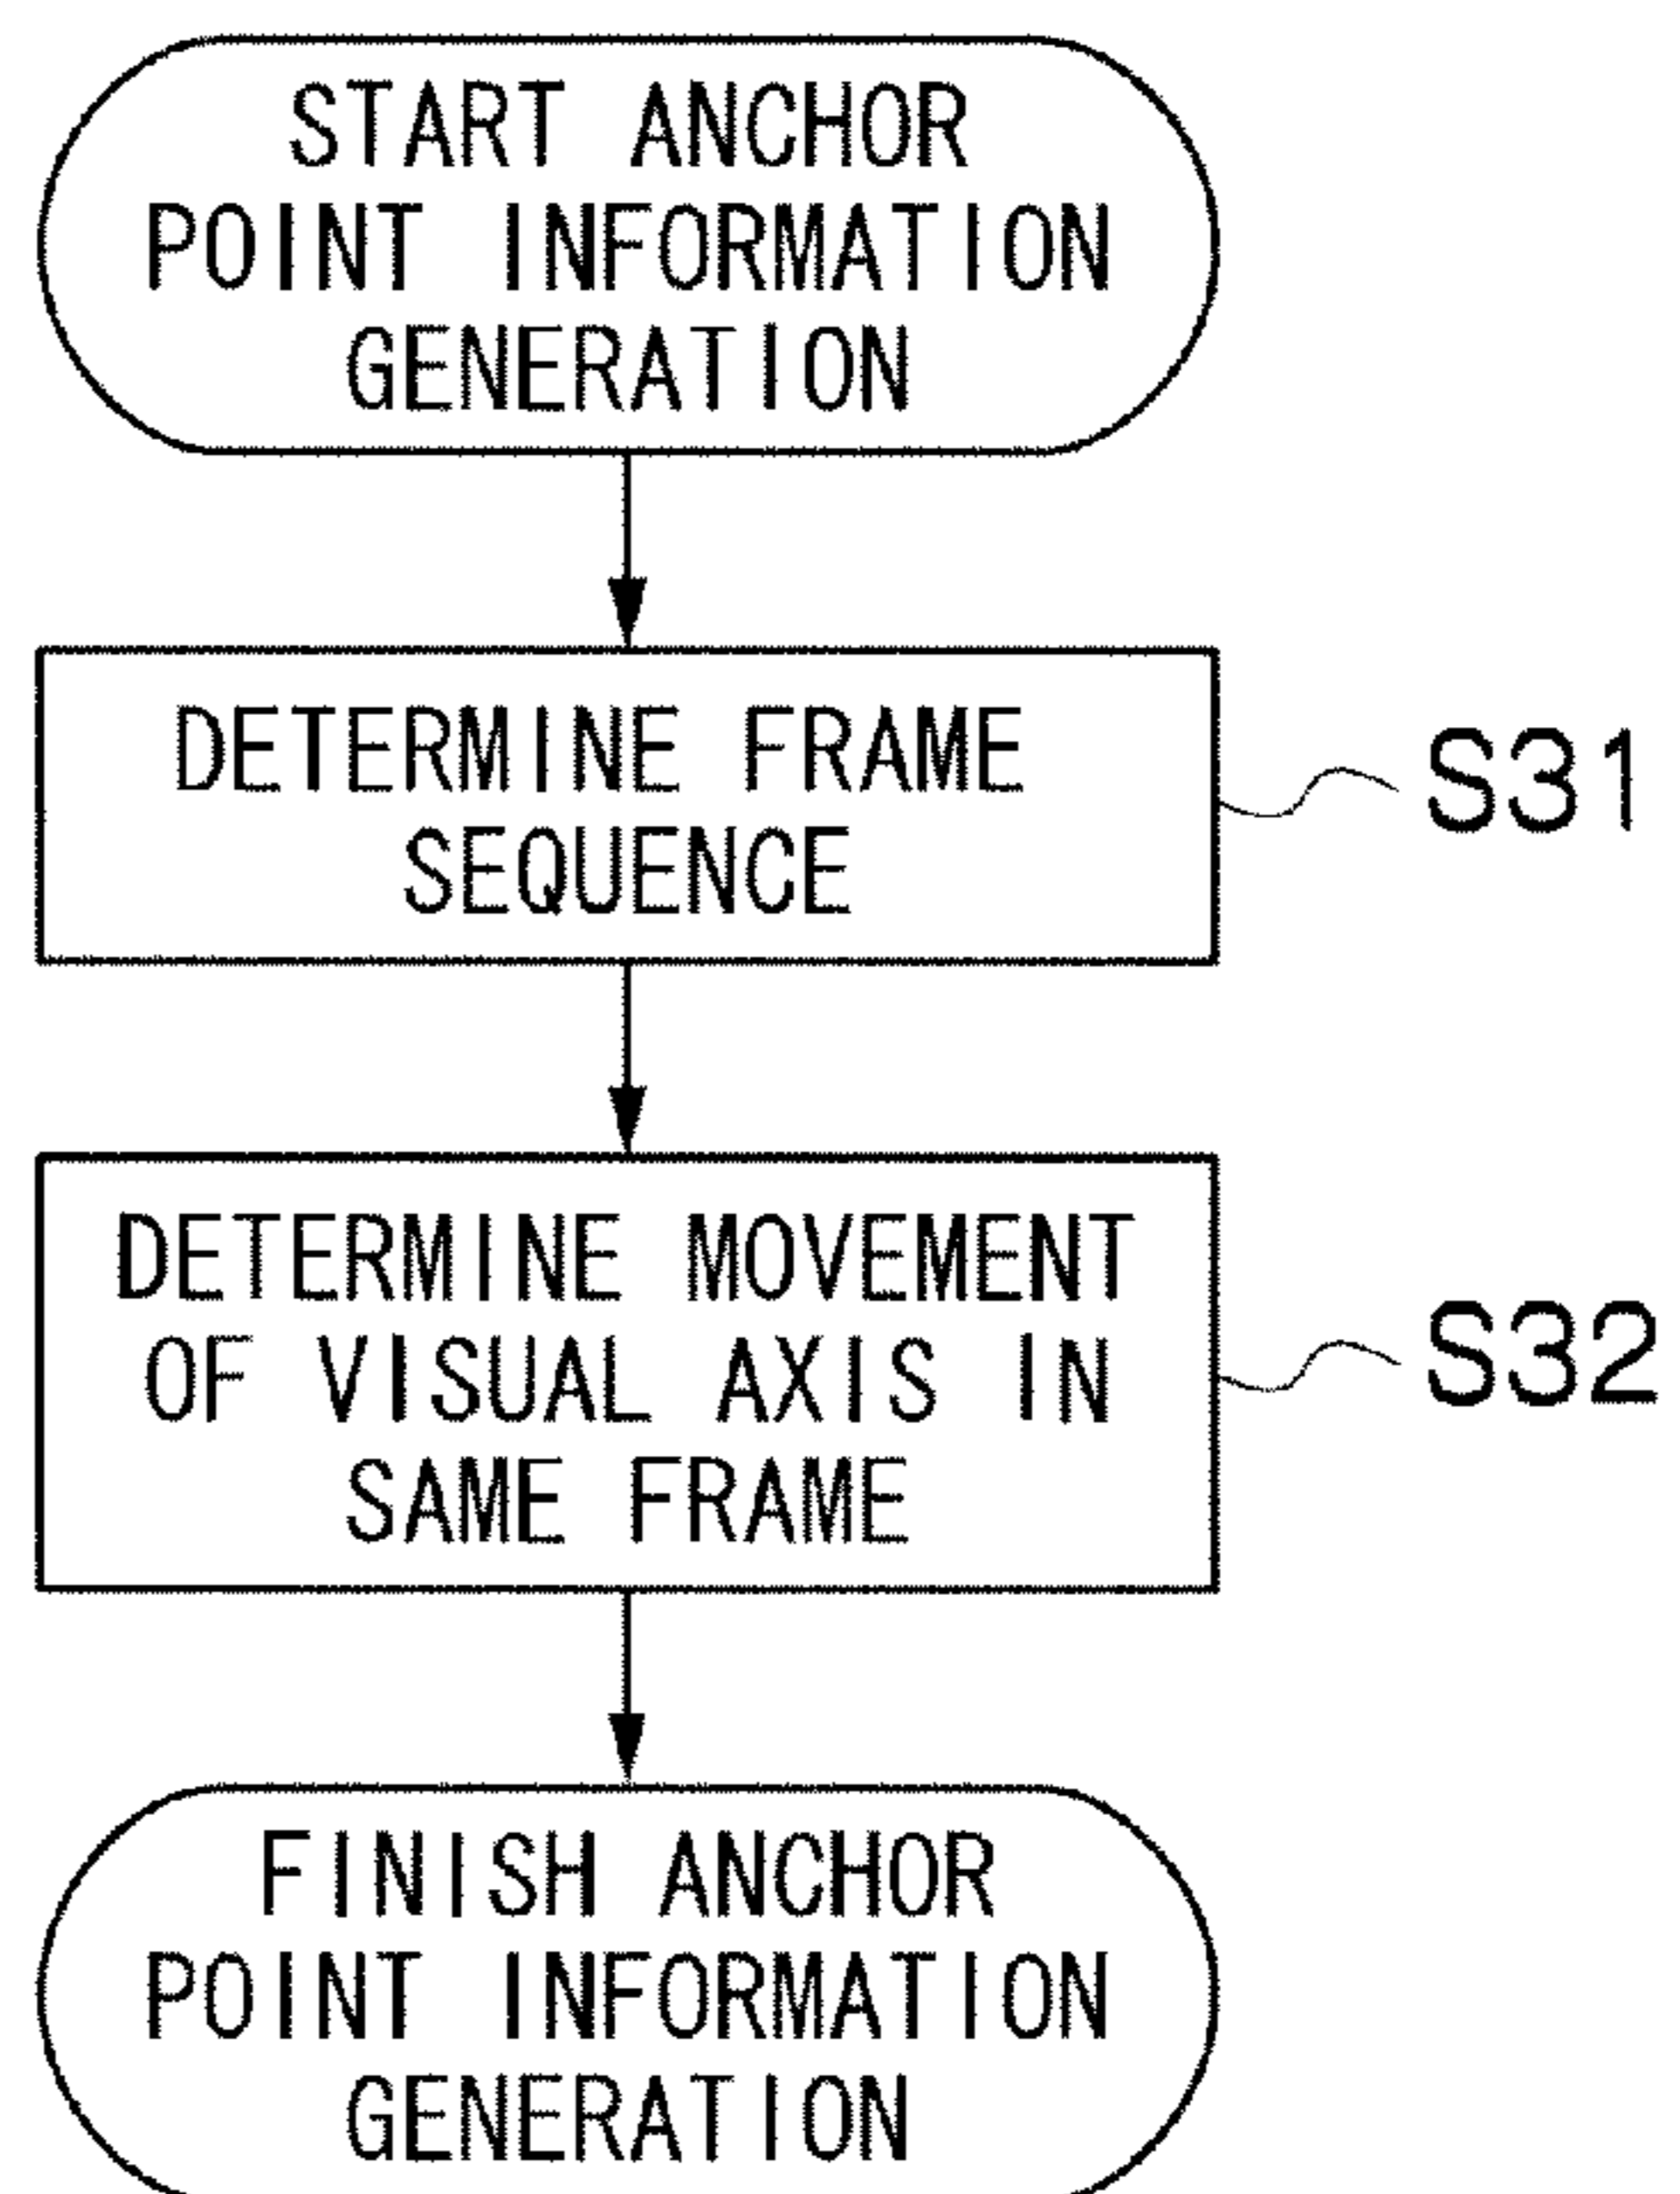 START ANCHOR
POINT INFORMATION
GENERATION
DETERMINE FRAME
SEQUENCE
S31
DETERMINE MOVEMENT
OF VISUAL AXIS IN
SAME FRAME
S32
FINISH ANCHOR
POINT INFORMATION
GENERATION